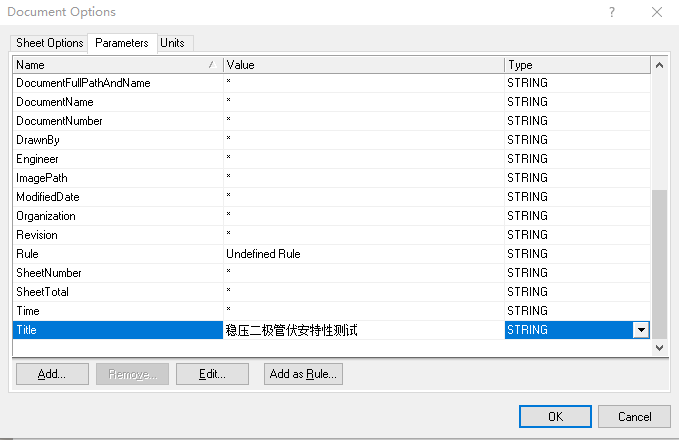 Document Options
Sheet Options Parameters Units
Name Value Type
DocumentFullPathAndName * STRING
DocumentName * STRING
DocumentNumber * STRING
DrawnBy * STRING
Engineer * STRING
ImagePath * STRING
ModifiedDate * STRING
Organization * STRING
Revision * STRING
Rule Undefined Rule STRING
SheetNumber * STRING
SheetTotal * STRING
Time * STRING
Title 稳压二极管伏安特性测试 STRING
Add... Remove... Edit... Add as Rule...
OK Cancel